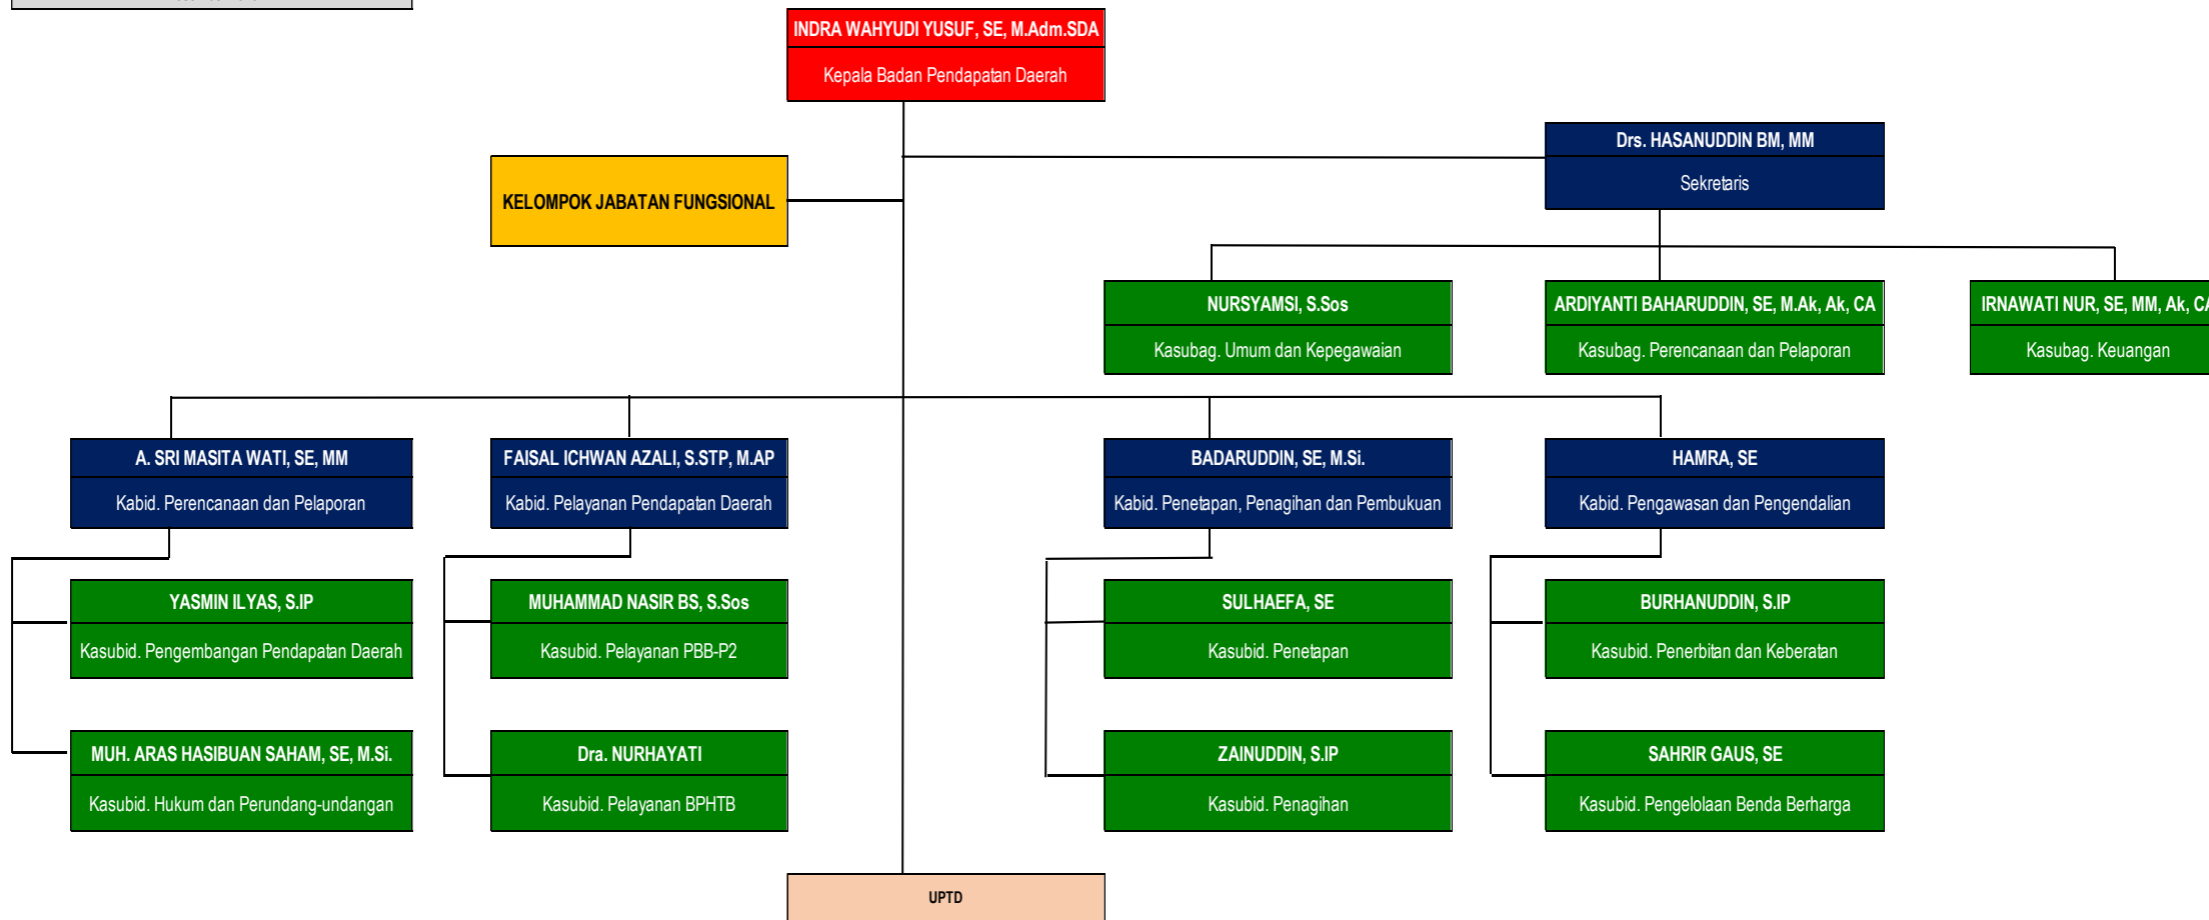 INDRA WAHYUDI YUSUF, SE, M.Adm.SDA
Kepala Badan Pendapatan Daerah
Drs. HASANUDDIN BM, MM
Sekretaris
KELOMPOK JABATAN FUNGSIONAL
NURSYAMSI, S.Sos
Kasubag. Umum dan Kepegawaian
ARDIYANTI BAHARUDDIN, SE, M.Ak, Ak, CA
Kasubag. Perencanaan dan Pelaporan
IRNAWATI NUR, SE, MM, Ak, CA
Kasubag. Keuangan
A. SRI MASITA WATI, SE, MM
Kabid. Perencanaan dan Pelaporan
FAISAL ICHWAN AZALI, S.STP, M.AP
Kabid. Pelayanan Pendapatan Daerah
BADARUDDIN, SE, M.Si.
Kabid. Penetapan, Penagihan dan Pembukuan
HAMRA, SE
Kabid. Pengawasan dan Pengendalian
YASMIN ILYAS, S.IP
Kasubid. Pengembangan Pendapatan Daerah
MUHAMMAD NASIR BS, S.Sos
Kasubid. Pelayanan PBB-P2
SULHAEFA, SE
Kasubid. Penetapan
BURHANUDDIN, S.IP
Kasubid. Penerbitan dan Keberatan
MUH. ARAS HASIBUAN SAHAM, SE, M.Si.
Kasubid. Hukum dan Perundang-undangan
Dra. NURHAYATI
Kasubid. Pelayanan BPHTB
ZAINUDDIN, S.IP
Kasubid. Penagihan
SAHRIR GAUS, SE
Kasubid. Pengelolaan Benda Berharga
UPTD